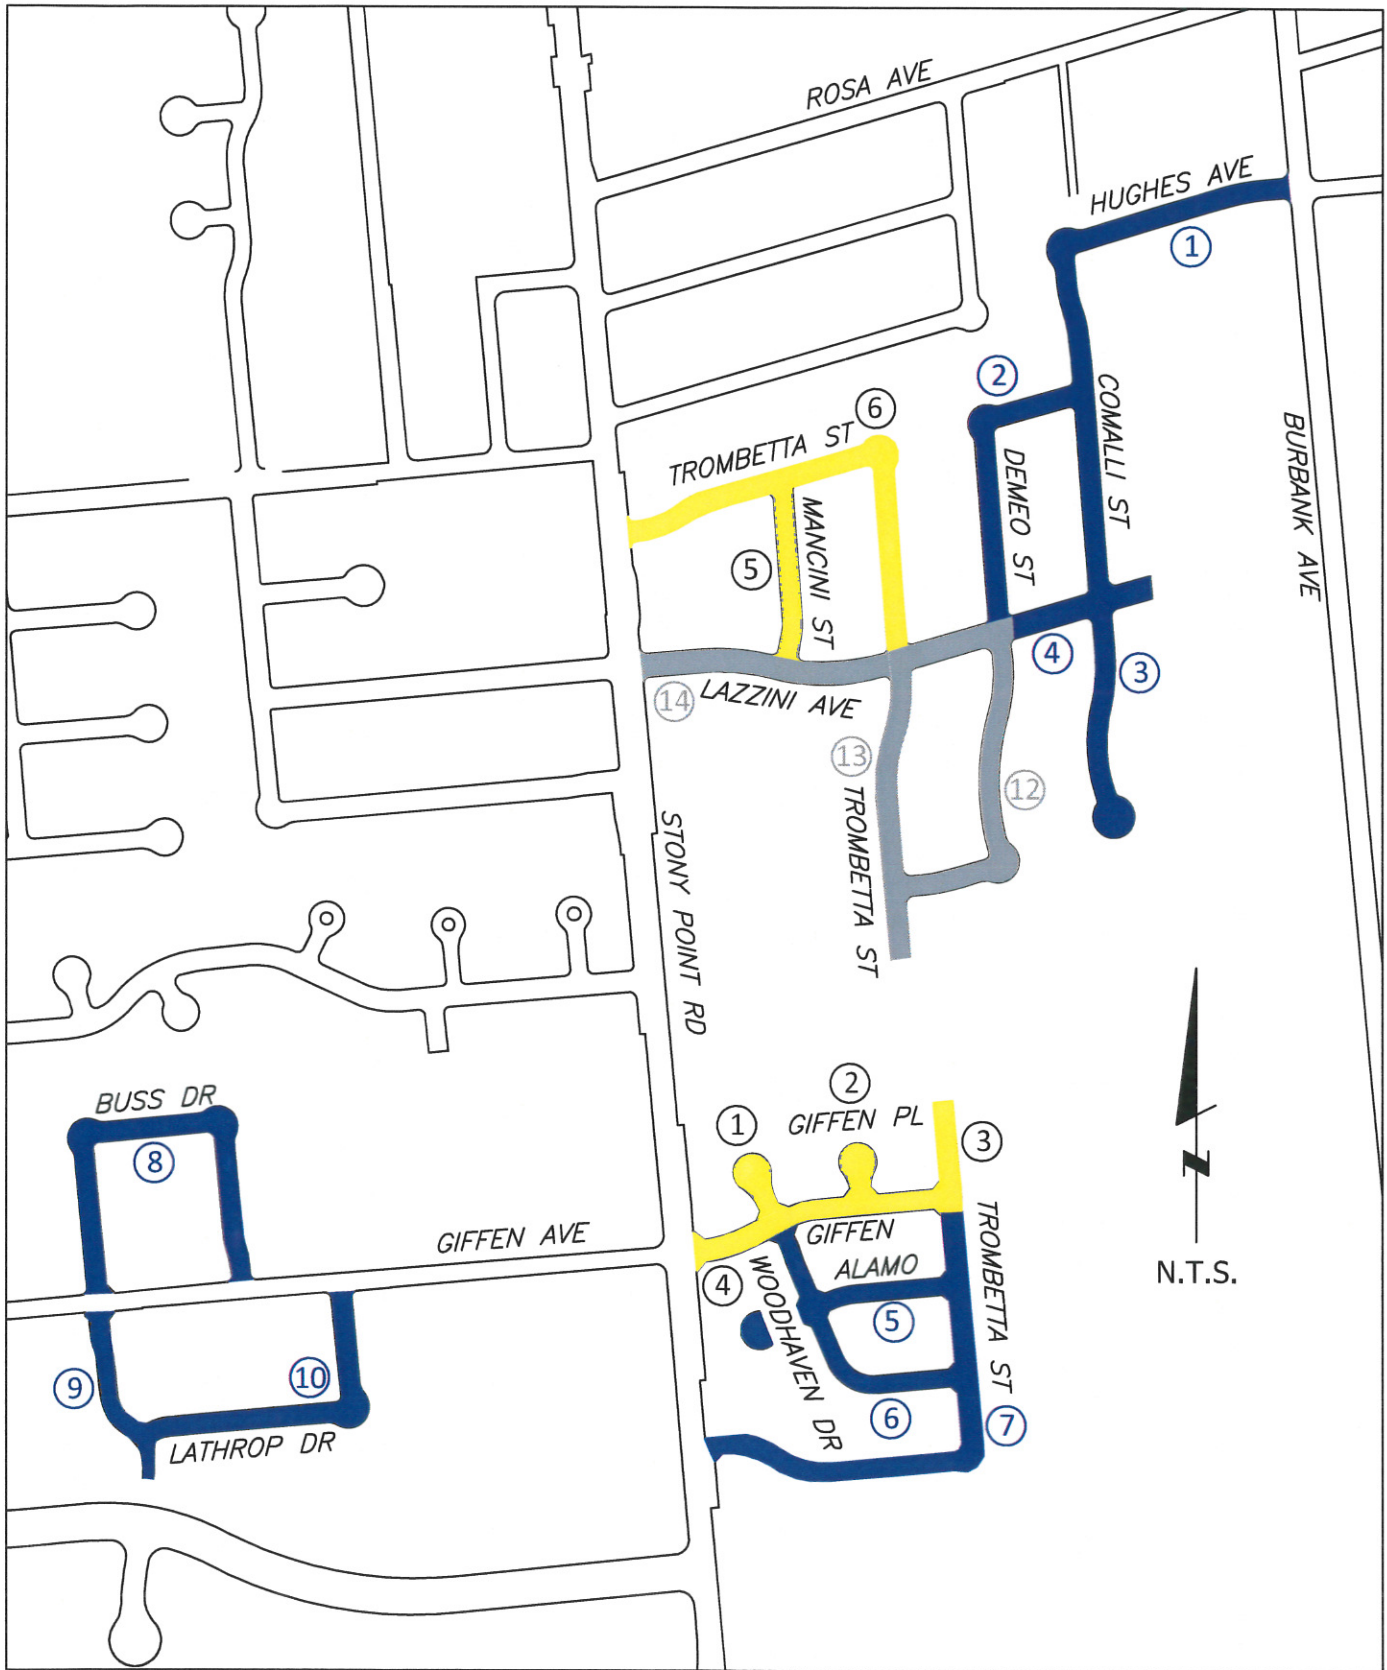 ROSA AVE
HUGHES AVE
1
2
COMALLI ST
6
TROMBETTA ST
BURBANK AVE
DEMEO ST
MANCINI ST
5
4
3
14
LAZZINI AVE
13
12
TROMBETTA ST
STONY POINT RD
2
BUSS DR
GIFFEN PL
1
3
8
TROMBETTA ST
GIFFEN
GIFFEN AVE
WOODHAVEN DR
ALAMO
N.T.S.
4
5
10
9
6
7
LATHROP DR
N